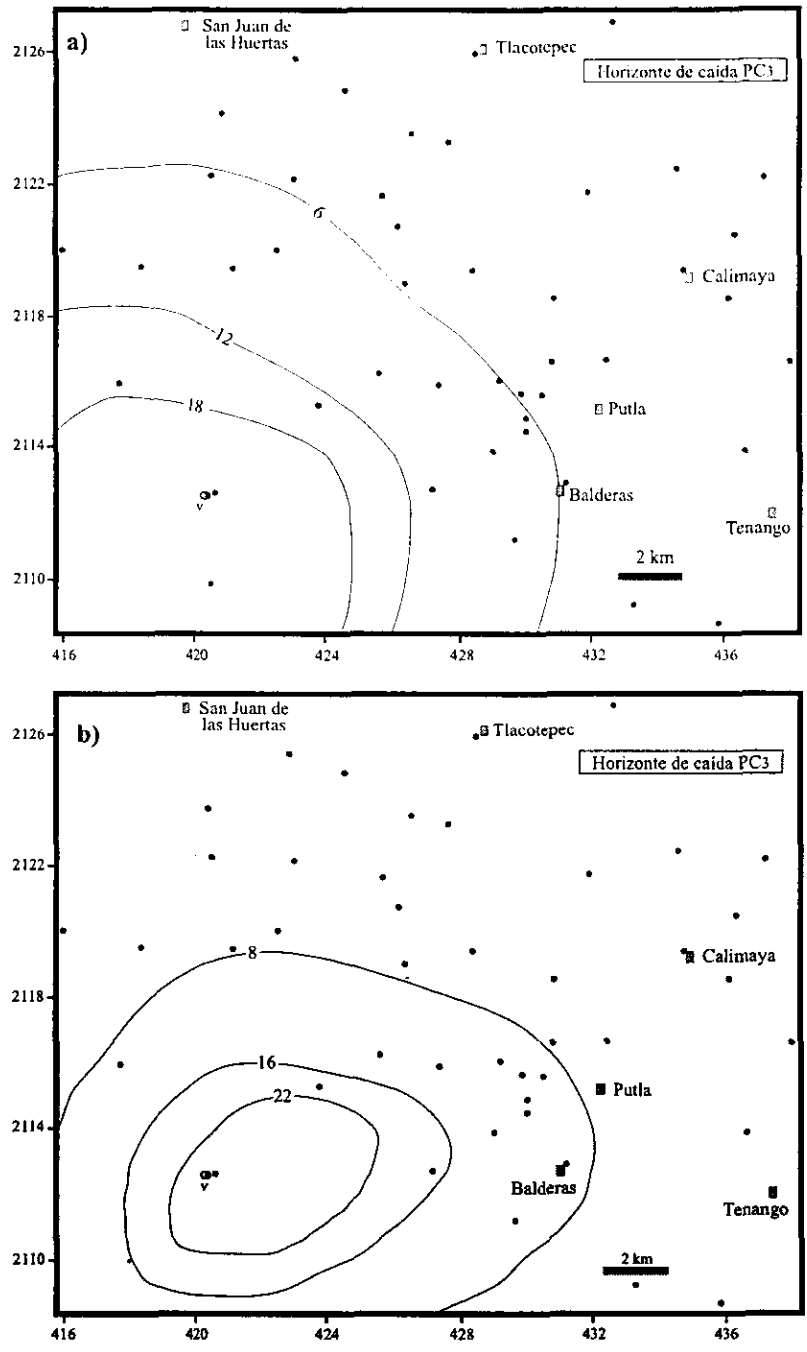 a)
San Juan de
las Huertas
Tlacotepec
Horizonte de caída PC3
2126
2122
2118
2114
2110
6
12
18
Calimaya
Putla
Balderas
Tenango
v
2 km
416
420
424
428
432
436
b)
San Juan de
las Huertas
Tlacotepec
Horizonte de caída PC3
2126
2122
2118
2114
2110
8
16
22
Calimaya
Putla
Balderas
Tenango
v
2 km
416
420
424
428
432
436